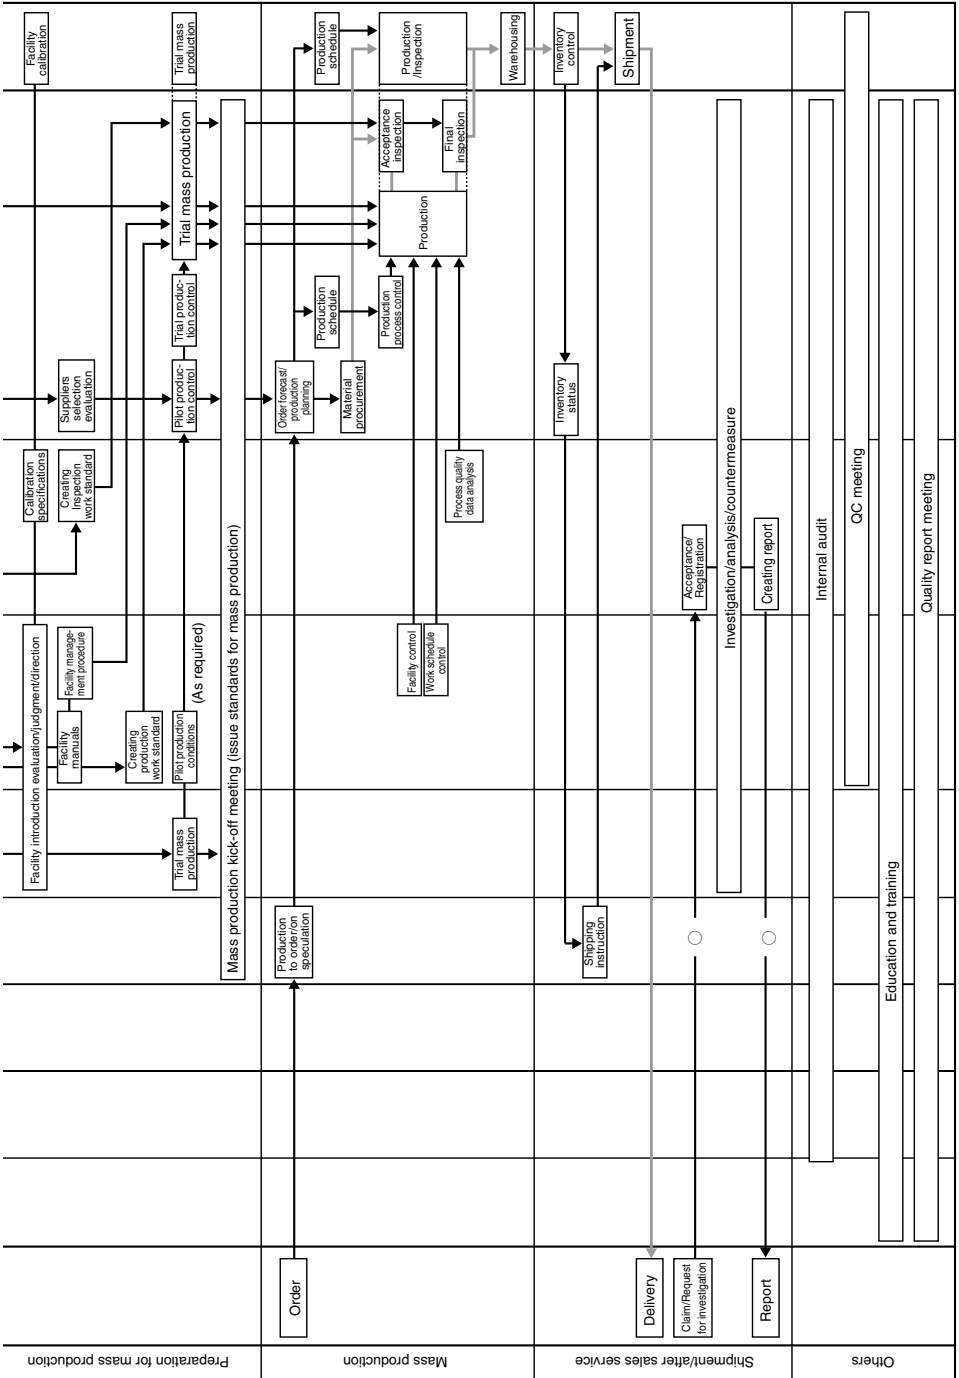 Facility
calibration
Trial mass
production
Production
schedule
Production
/Inspection
Warehousing
Inventory
control
Shipment
Trial mass production
Acceptance
inspection
Final
inspection
Production
Trial produc-
tion control
Production
schedule
Production
process control
Suppliers
selection
evaluation
Pilot produc-
tion control
Order forecast/
production
planning
Material
procurement
Inventory
status
Calibration
specifications
Creating
Inspection
work standard
Process quality
data analysis
Acceptance/
Registration
Investigation/analysis/countermeasure
Creating report
Internal audit
QC meeting
Quality report meeting
Education and training
Facility introduction evaluation/judgment/direction
Facility manage-
ment procedure
Facility
manuals
Creating
production
work standard
(As required)
Pilot production
conditions
Trial mass
production
Mass production kick-off meeting (issue standards for mass production)
Facility control
Work schedule
control
Production
to order/on
speculation
Shipping
instruction
Order
Delivery
Claim/Request
for investigation
Report
Preparation for mass production
Mass production
Shipment/after sales service
Others